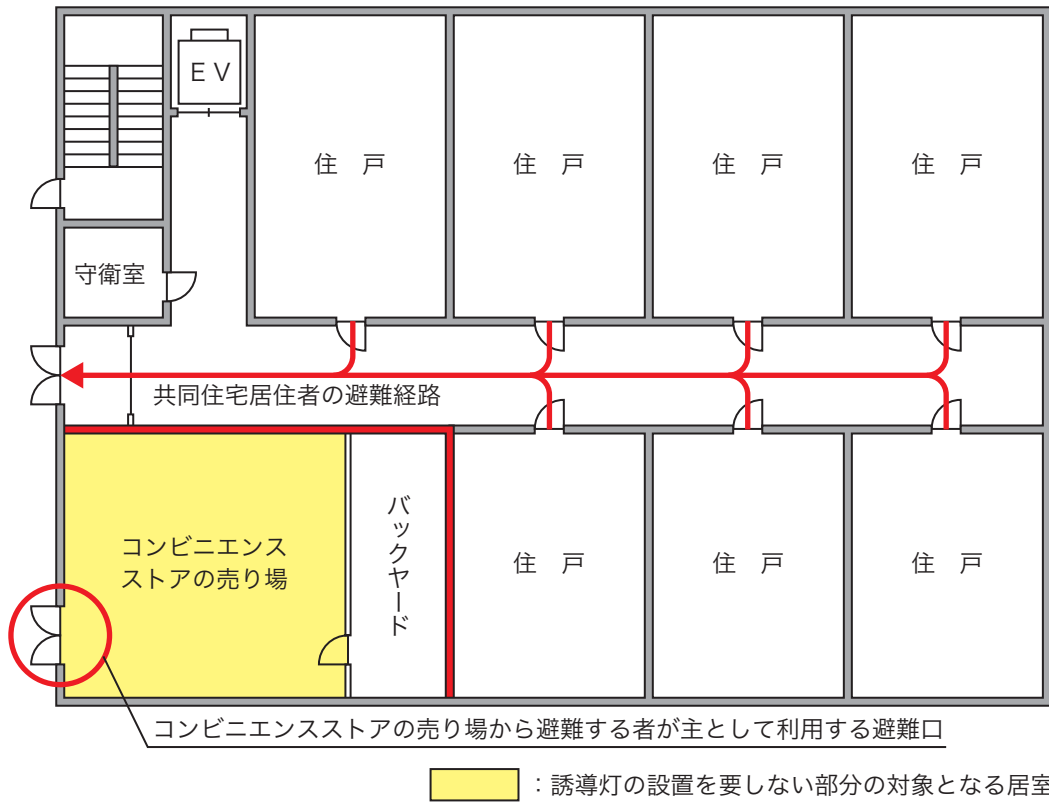 EV
住 戸
住 戸
住 戸
住 戸
守衛室
共同住宅居住者の避難経路
コンビニエンス
ストアの売り場
バックヤード
住 戸
住 戸
住 戸
コンビニエンスストアの売り場から避難する者が主として利用する避難口
：誘導灯の設置を要しない部分の対象となる居室